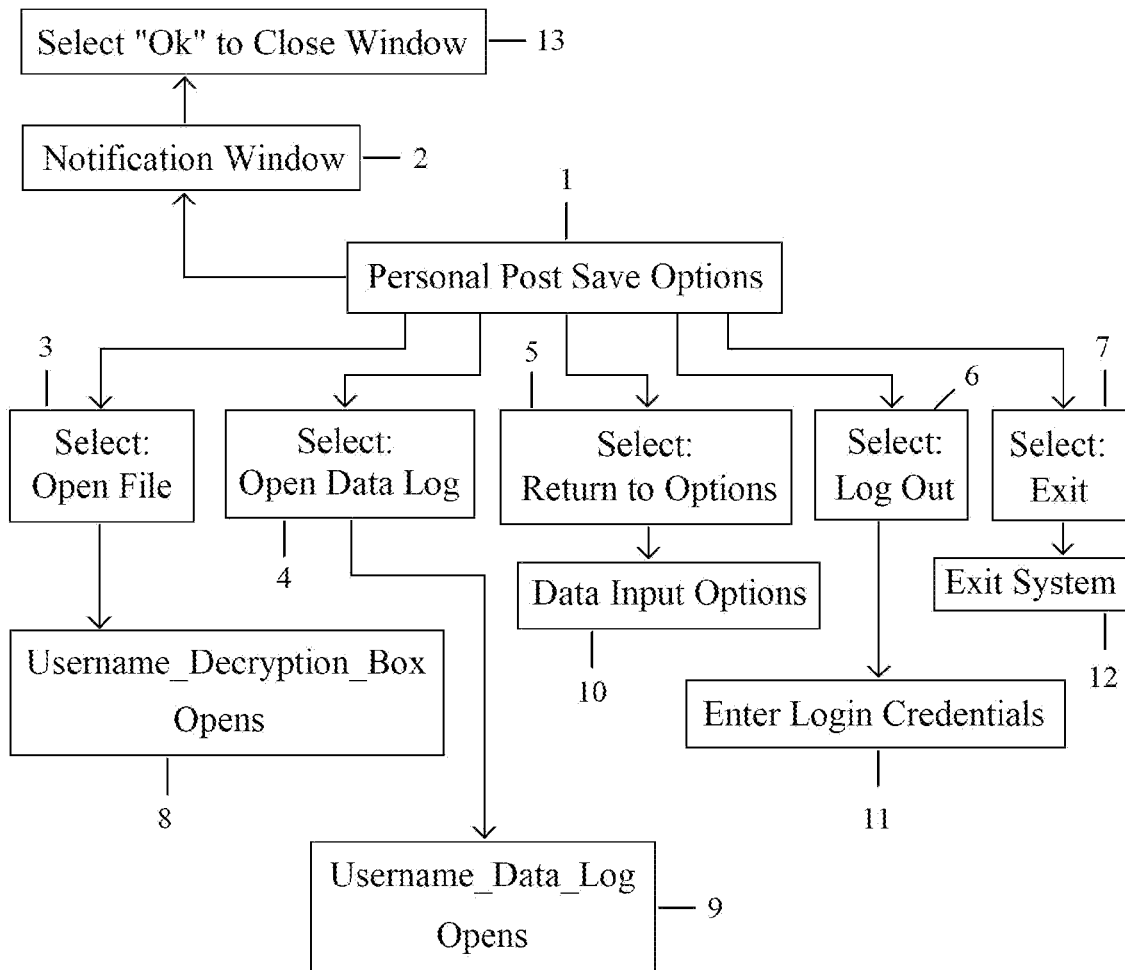 Select "Ok" to Close Window
13
Notification Window
2
1
Personal Post Save Options
3
5
6
7
Select:
Open File
Select:
Open Data Log
Select:
Return to Options
Select:
Log Out
Select:
Exit
4
Data Input Options
Exit System
10
12
Username_Decryption_Box
Opens
Enter Login Credentials
8
11
Username_Data_Log
Opens
9